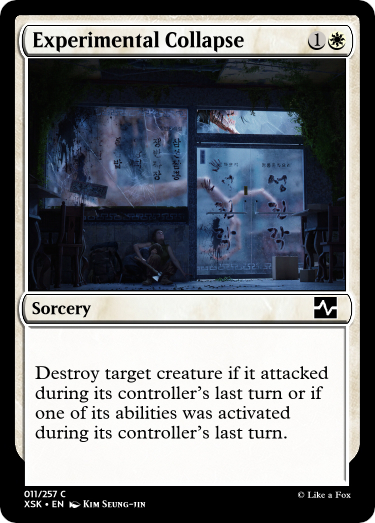 Experimental Collapse
1
Sorcery
Destroy target creature if it attacked
during its controller's last turn or if
one of its abilities was activated
during its controller's last turn.
011/257 C
XSK • EN Kim Seung-jin
© Like a Fox